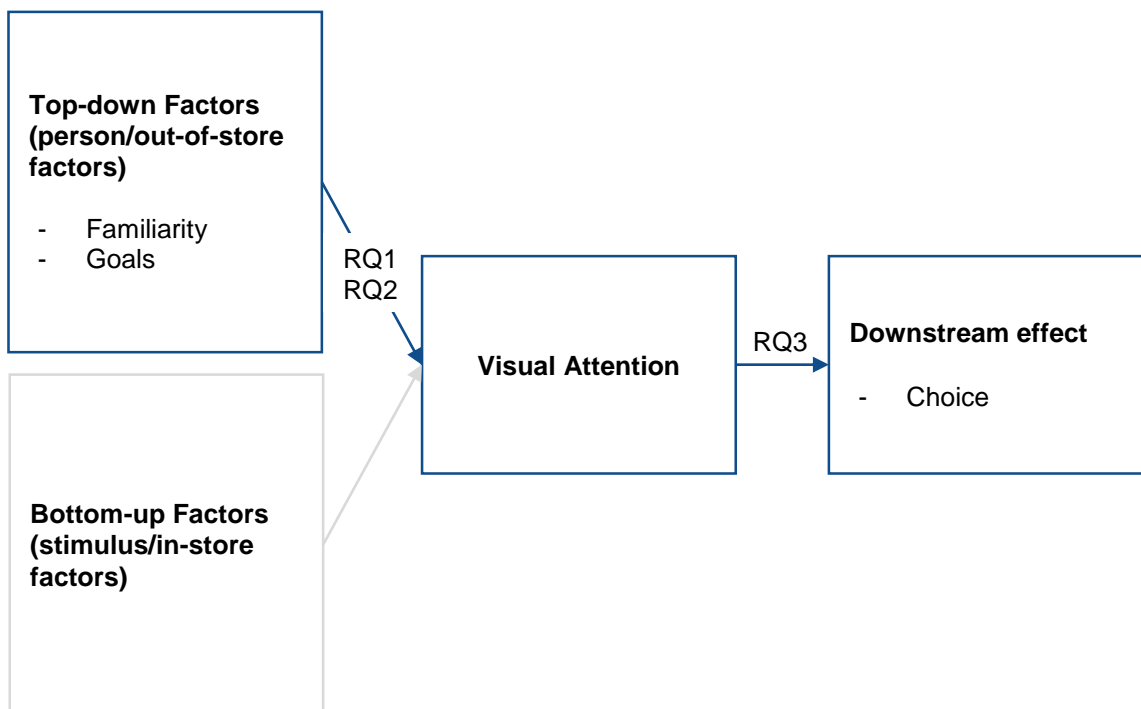 Top-down Factors
(person/out-of-store
factors)
- Familiarity
- Goals
RQ1
RQ2
Visual Attention
RQ3
Downstream effect
- Choice
Bottom-up Factors
(stimulus/in-store
factors)